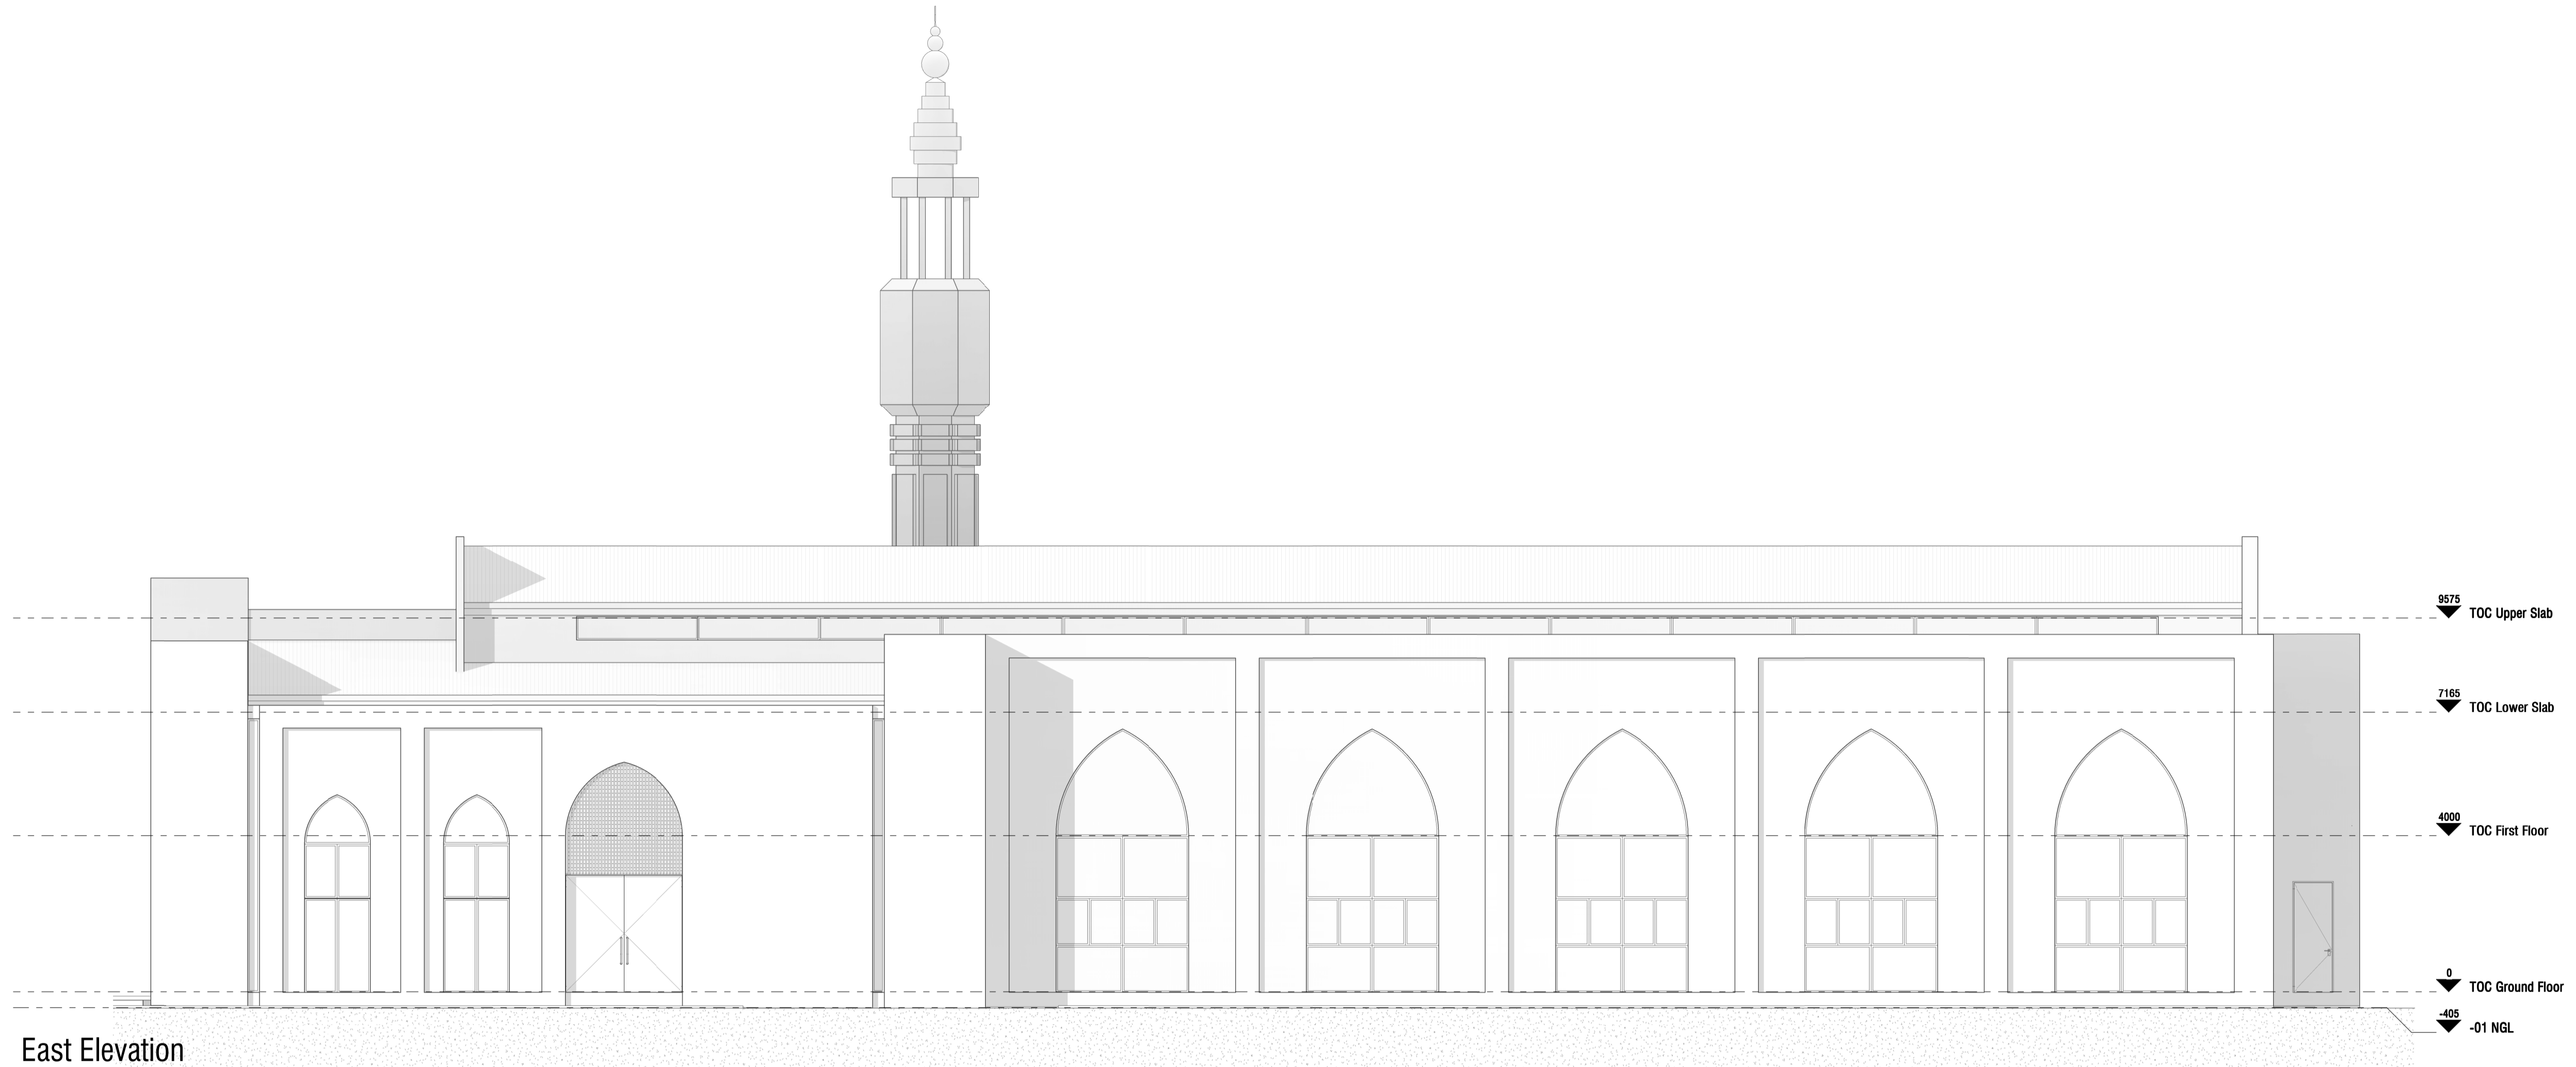 9575
TOC Upper Slab
7165
TOC Lower Slab
4000
TOC First Floor
0
TOC Ground Floor
-405
-01 NGL
East Elevation